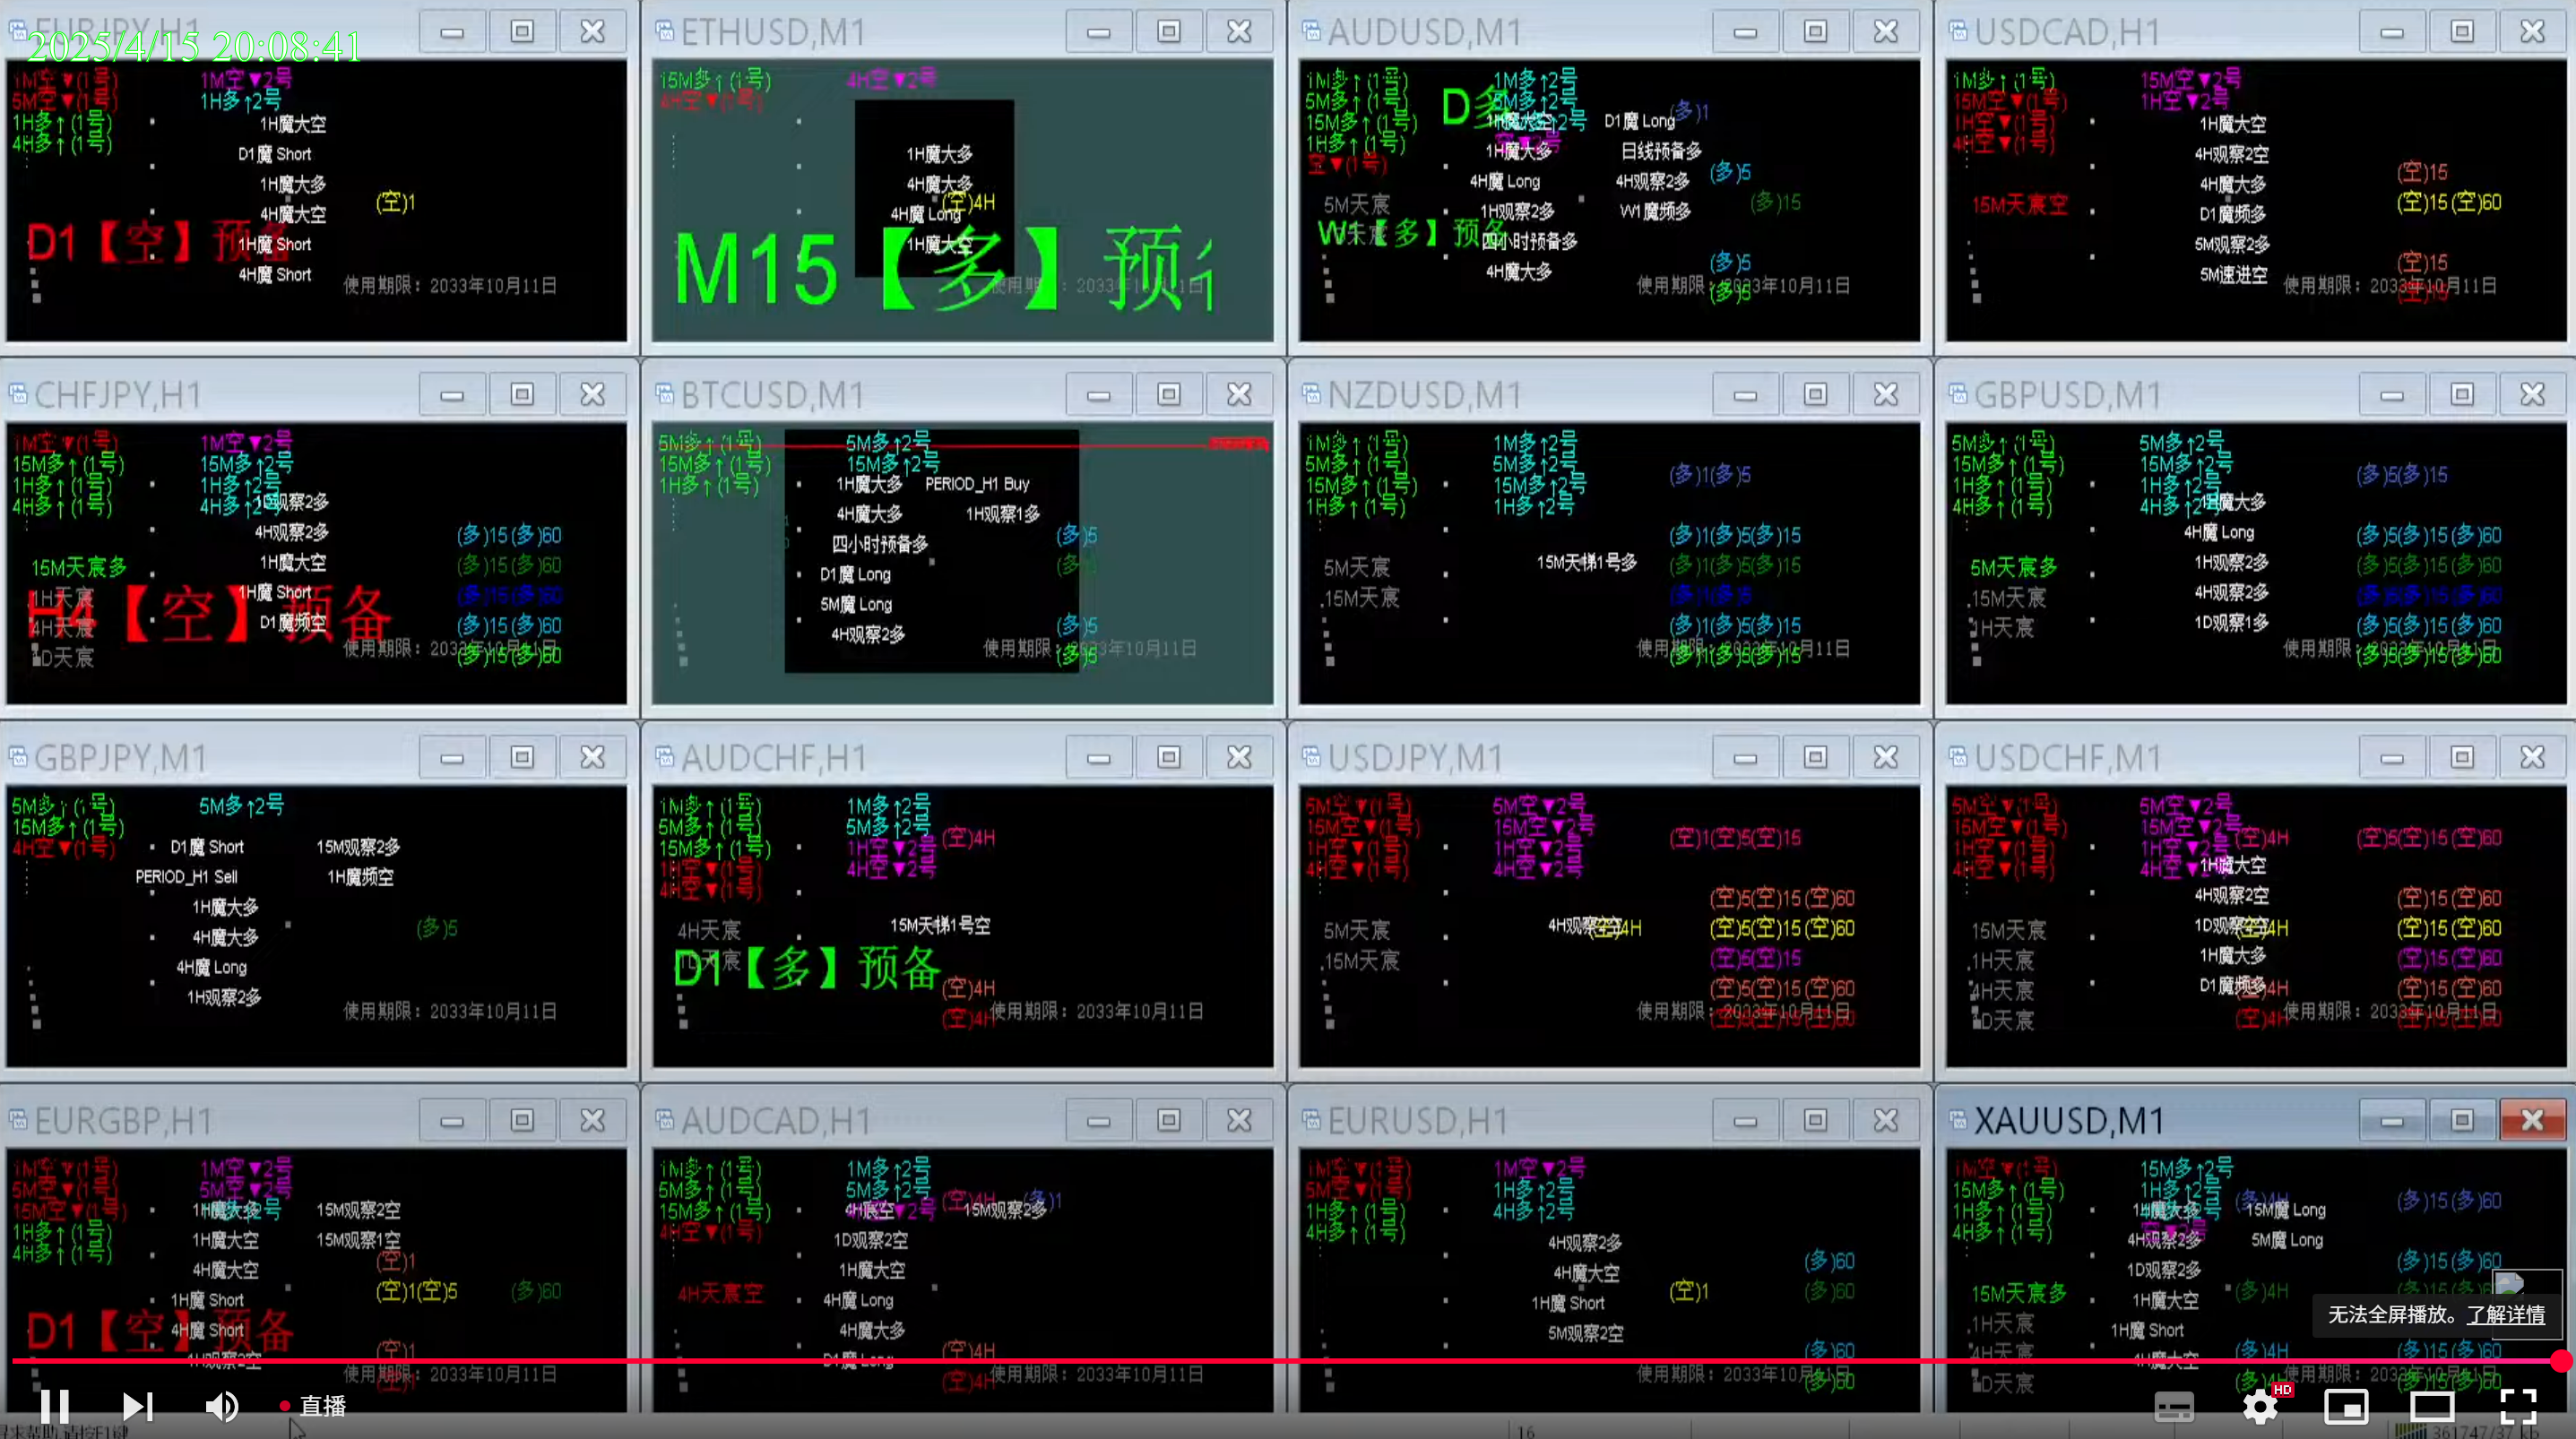 EURJPY,H1
2025/4/15 20:08:41
1M空▼(1号)
1M空▼2号
5M空▼(1号)
1H多↑2号
1H多↑(1号)
4H多↑(1号)
1H魔大空
D1魔 Short
1H魔大多
4H魔大空
(空)1
1H魔 Short
4H魔 Short
D1【空】预备
使用期限：2033年10月11日
ETHUSD,M1
15M多↑(1号)
4H空▼2号
4H空▼(1号)
1H魔大多
4H魔大多
(空)4H
4H魔 Long
1H魔大空
M15【多】预
AUDUSD,M1
1M多↑(1号)
1M多↑2号
5M多↑(1号)
5M多↑2号
15M多↑(1号)
1H多↑(1号)
空▼(1号)
D多
D1魔 Long
(多)1
1H魔大多
日线预备多
4H魔 Long
4H观察2多
(多)5
1H观察2多
W1魔频多
(多)15
5M天宸
W1【多】预备
四小时预备多
4H魔大多
(多)5
(多)5
使用期限：2033年10月11日
USDCAD,H1
1M多↑(1号)
15M空▼2号
15M空▼(1号)
1H空▼2号
1H空▼(1号)
4H空▼(1号)
1H魔大空
4H观察2空
(空)15
4H魔大多
15M天宸空
(空)15(空)60
D1魔频多
5M观察2多
(空)15
5M速进空
使用期限：2033年10月11日
CHFJPY,H1
1M空▼(1号)
1M空▼2号
15M多↑(1号)
15M多↑2号
1H多↑(1号)
1H多↑2号
4H多↑(1号)
4H多↑2号
观察2多
4H观察2多
(多)15(多)60
1H魔大空
(多)15(多)60
15M天宸多
1H魔 Short
(多)15(多)60
1H天宸
4H天宸
H4【空】预备
D1魔频空
(多)15(多)60
1D天宸
(多)15(多)60
BTCUSD,M1
5M多↑(1号)
5M多↑2号
15M多↑(1号)
15M多↑2号
1H多↑(1号)
1H魔大多
PERIOD_H1 Buy
4H魔大多
1H观察1多
四小时预备多
(多)5
D1魔 Long
5M魔 Long
4H观察2多
(多)5
(多)5
使用期限：2033年10月11日
NZDUSD,M1
1M多↑(1号)
1M多↑2号
5M多↑(1号)
5M多↑2号
15M多↑(1号)
15M多↑2号
1H多↑(1号)
1H多↑2号
(多)1(多)5
(多)1(多)5(多)15
5M天宸
15M天梯1号多
(多)1(多)5(多)15
.15M天宸
(多)1(多)5
(多)1(多)5(多)15
(多)1(多)5(多)15
GBPUSD,M1
5M多↑(1号)
5M多↑2号
15M多↑(1号)
15M多↑2号
1H多↑(1号)
1H多↑2号
4H多↑(1号)
4H多↑2号
(多)5(多)15
魔大多
4H魔 Long
(多)5(多)15(多)60
5M天宸多
1H观察2多
(多)5(多)15(多)60
.15M天宸
4H观察2多
(多)5(多)15(多)60
1H天宸
1D观察1多
(多)5(多)15(多)60
(多)5(多)15(多)60
GBPJPY,M1
5M多↑(1号)
5M多↑2号
15M多↑(1号)
4H空▼(1号)
D1魔 Short
15M观察2多
PERIOD_H1 Sell
1H魔频空
1H魔大多
4H魔大多
(多)5
4H魔 Long
1H观察2多
使用期限：2033年10月11日
AUDCHF,H1
1M多↑(1号)
1M多↑2号
5M多↑(1号)
5M多↑2号
15M多↑(1号)
1H空▼2号
(空)4H
1H空▼(1号)
4H空▼2号
4H空▼(1号)
4H天宸
15M天梯1号空
1D天宸
D1【多】预备
(空)4H
(空)4H
使用期限：2033年10月11日
USDJPY,M1
5M空▼(1号)
5M空▼2号
15M空▼(1号)
15M空▼2号
1H空▼(1号)
1H空▼2号
4H空▼(1号)
4H空▼2号
(空)1(空)5(空)15
(空)5(空)15(空)60
5M天宸
4H观察
(空)4H
(空)5(空)15(空)60
.15M天宸
(空)5(空)15
(空)5(空)15(空)60
使用期限：2033年10月11日
USDCHF,M1
5M空▼(1号)
5M空▼2号
15M空▼(1号)
15M空▼2号
(空)4H
(空)5(空)15(空)60
1H空▼(1号)
1H空▼2号
4H空▼(1号)
4H空▼2号
1H魔大空
4H观察2空
(空)15(空)60
15M天宸
1D观察
4H
(空)15(空)60
.1H天宸
1H魔大多
(空)15(空)60
4H天宸
D1魔频多
(空)15(空)60
1D天宸
(空)4H
使用期限：2033年10月11日
EURGBP,H1
1M空▼(1号)
1M空▼2号
5M空▼(1号)
5M空▼2号
15M空▼(1号)
1H魔大多
15M观察2空
1H多↑(1号)
1H魔大空
15M观察1空
4H多↑(1号)
(空)1
4H魔大空
(空)1(空)5
(多)60
1H魔 Short
D1【空】预备
4H魔 Short
(空)1
4H观察2空
使用期限：2033年10月11日
AUDCAD,H1
1M多↑(1号)
1M多↑2号
5M多↑(1号)
5M多↑2号
15M多↑(1号)
(空)4H
15M观察2多
4H空▼(1号)
1D观察2空
1H魔大空
4H天宸空
4H魔 Long
4H魔大多
(空)4H
D1魔 Long
(空)4H
使用期限：2033年10月11日
EURUSD,H1
1M空▼(1号)
1M空▼2号
5M空▼(1号)
1H多↑2号
1H多↑(1号)
4H多↑2号
4H多↑(1号)
4H观察2多
(多)60
4H魔大空
(空)1
(多)60
1H魔 Short
5M观察2空
(多)60
(多)60
使用期限：2033年10月11日
XAUUSD,M1
1M空▼(1号)
15M多↑2号
15M多↑(1号)
1H多↑2号
(多)4H
(多)15(多)60
1H多↑(1号)
1H魔大多
15M魔 Long
4H多↑(1号)
4H观察2多
5M魔 Long
1D观察2多
(多)15(多)60
15M天宸多
1H魔大空
(多)4H
.1H天宸
1H魔 Short
无法全屏播放。了解详情
4H天宸
4H魔大空
(多)4H
(多)15(多)60
1D天宸
使用期限：2033年10月11日
直播
HD
16
361747/37 kb